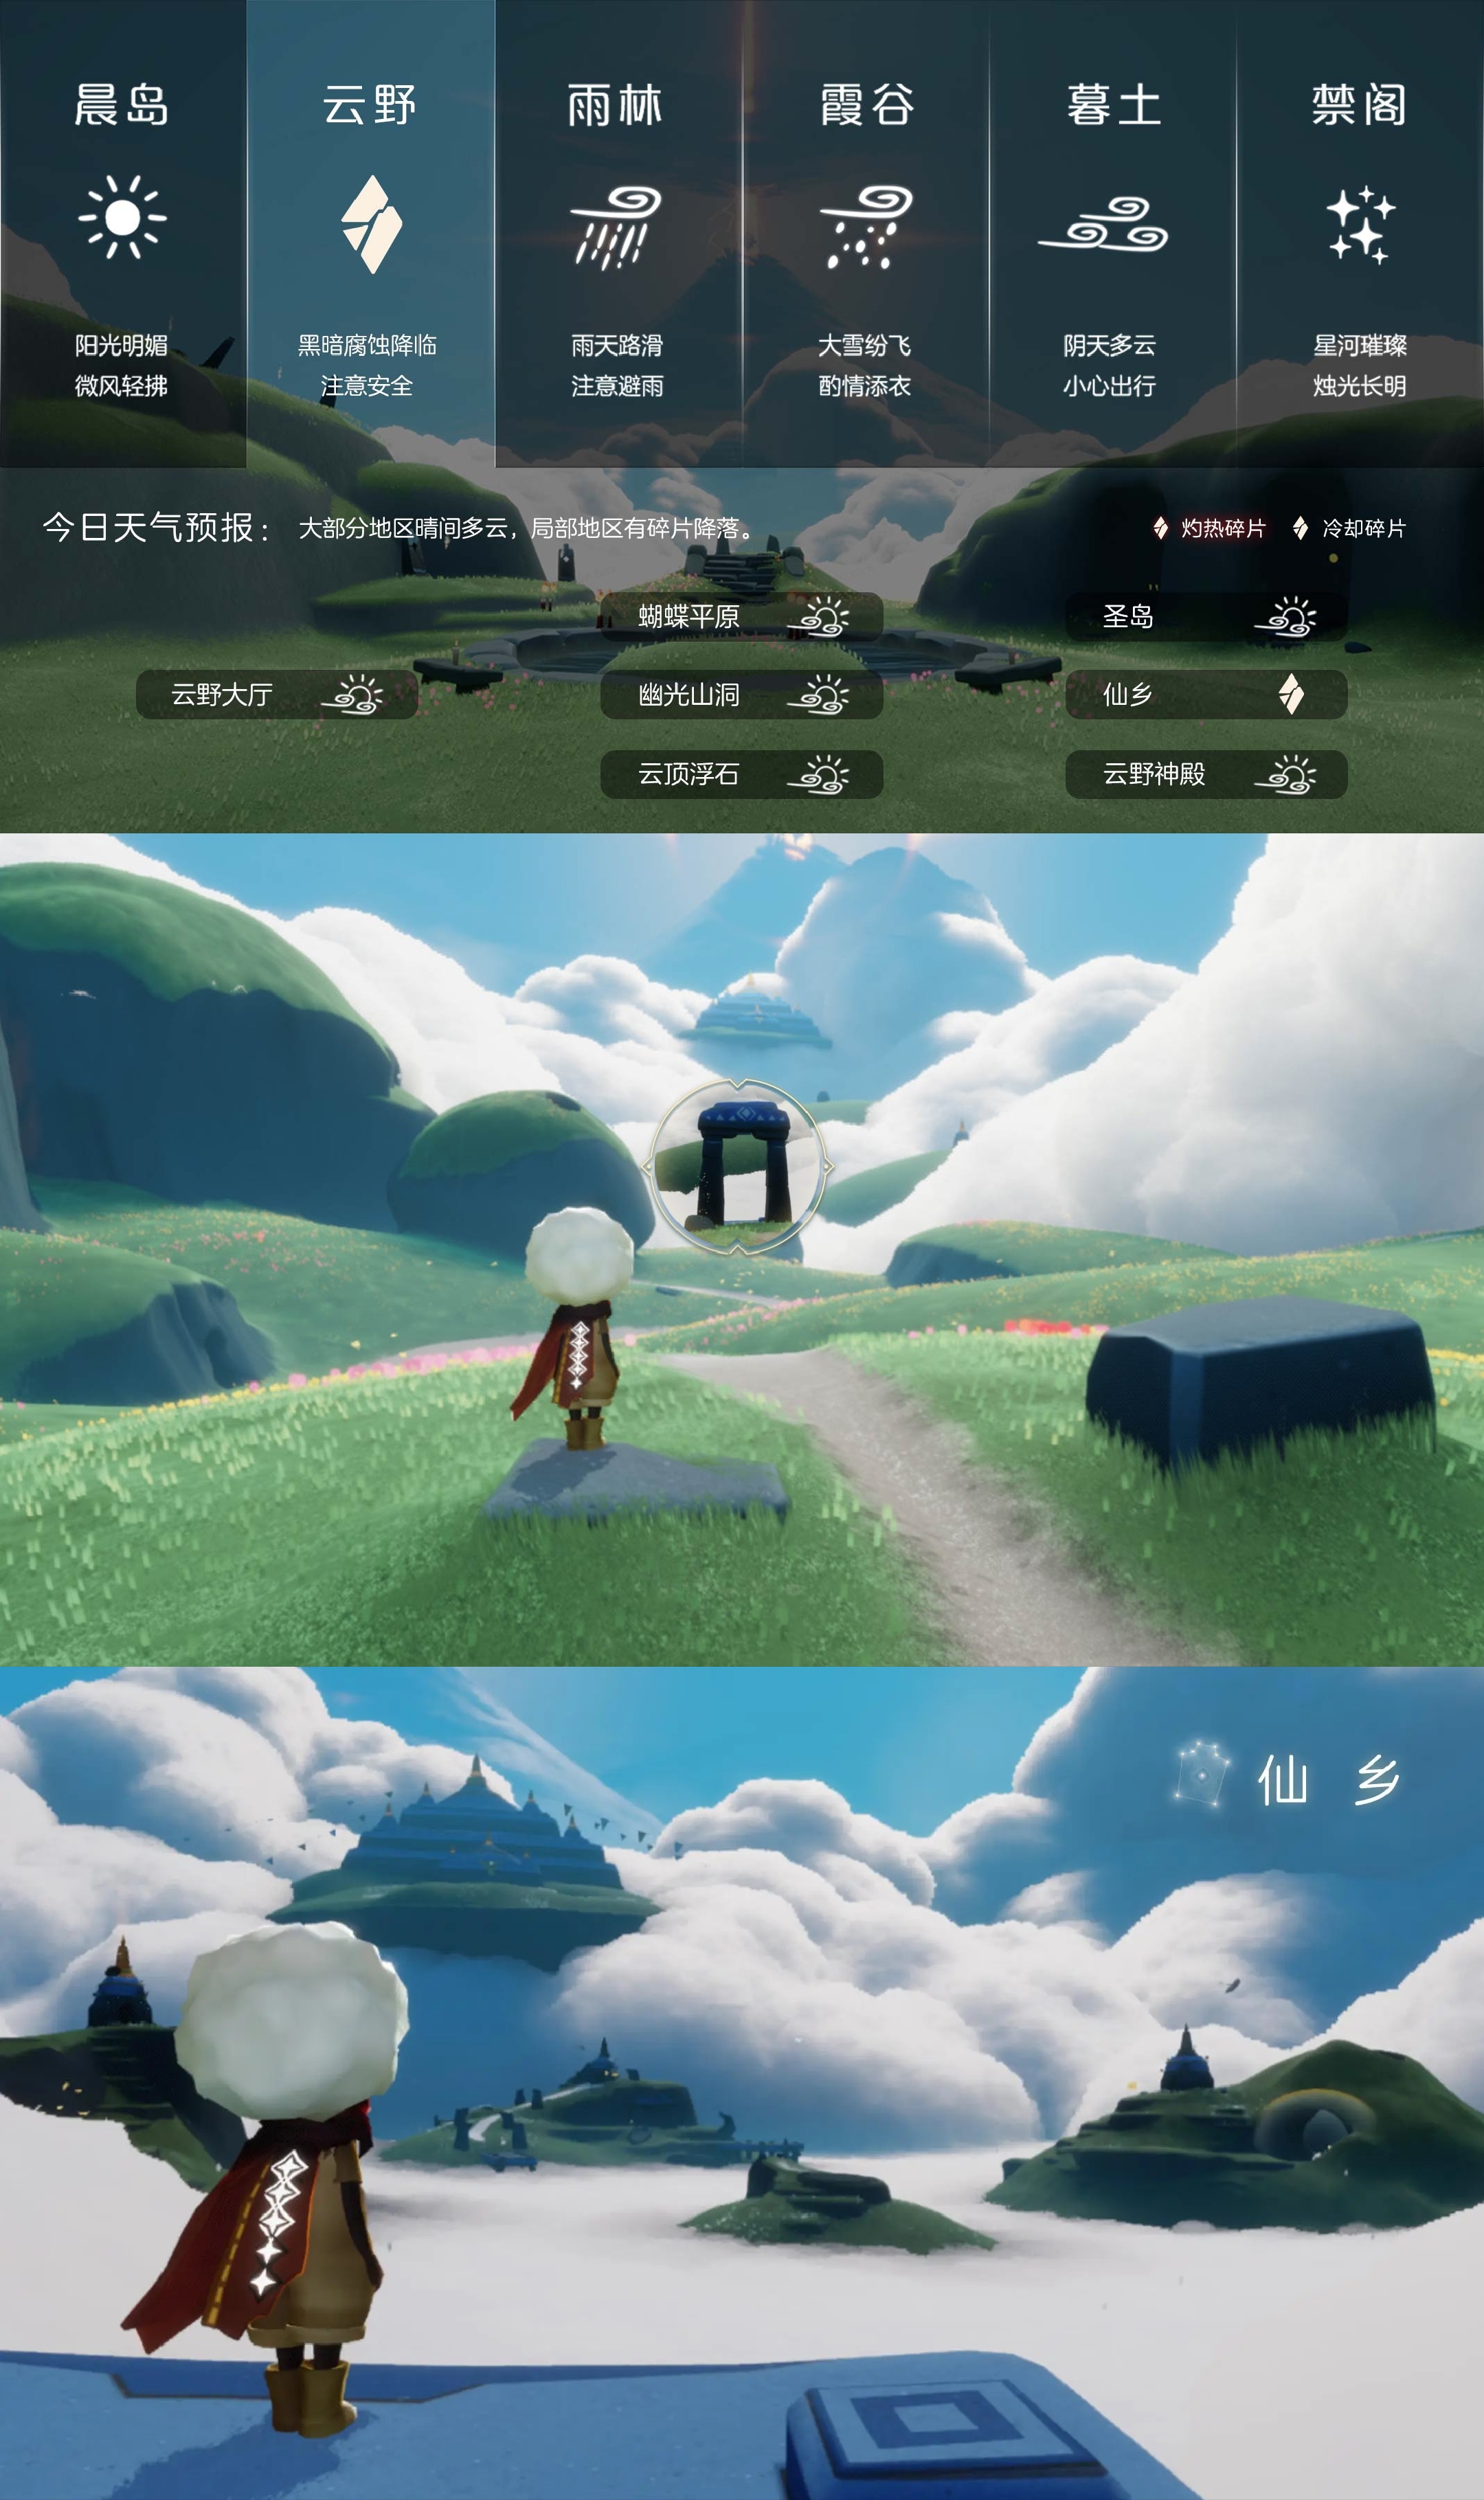 晨岛
云野
雨林
霞谷
暮土
禁阁
阳光明媚
微风轻拂
黑暗腐蚀降临
注意安全
雨天路滑
注意避雨
大雪纷飞
酌情添衣
阴天多云
小心出行
星河璀璨
烛光长明
今日天气预报：大部分地区晴间多云，局部地区有碎片降落。
灼热碎片 冷却碎片
蝴蝶平原
圣岛
云野大厅
幽光山洞
仙乡
云顶浮石
云野神殿
仙乡